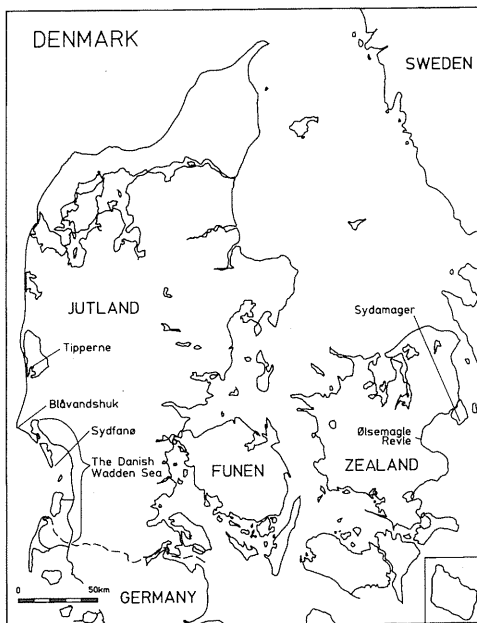 DENMARK
SWEDEN
JUTLAND
Sydamager
Tipperne
Blåvandshuk
Ølsemagle
Revle
Sydfanø
The Danish
Wadden Sea
FUNEN
ZEALAND
0 50km
GERMANY